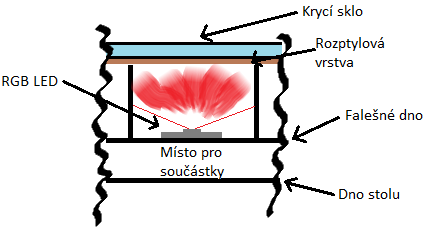 Krycí sklo
Rozptylová
vrstva
RGB LED
Falešné dno
Místo pro
součástky
Dno stolu